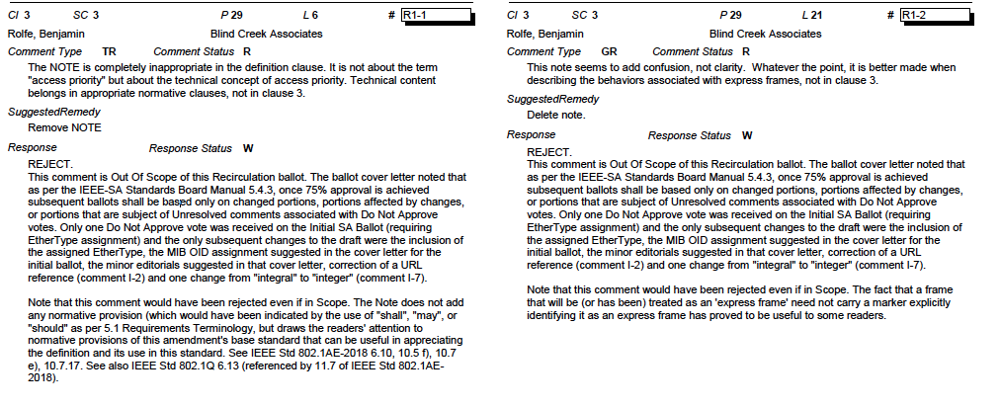 Cl 3 SC 3 P 29 L 6 # R1-1
Rolfe, Benjamin Blind Creek Associates
Comment Type TR Comment Status R
The NOTE is completely inappropriate in the definition clause. It is not about the term
"access priority" but about the technical concept of access priority. Technical content
belongs in appropriate normative clauses, not in clause 3.
SuggestedRemedy
Remove NOTE
Response Response Status W
REJECT.
This comment is Out Of Scope of this Recirculation ballot. The ballot cover letter noted that
as per the IEEE-SA Standards Board Manual 5.4.3, once 75% approval is achieved
subsequent ballots shall be based only on changed portions, portions affected by changes,
or portions that are subject of Unresolved comments associated with Do Not Approve
votes. Only one Do Not Approve vote was received on the Initial SA Ballot (requiring
EtherType assignment) and the only subsequent changes to the draft were the inclusion of
the assigned EtherType, the MIB OID assignment suggested in the cover letter for the
initial ballot, the minor editorials suggested in that cover letter, correction of a URL
reference (comment I-2) and one change from "integral" to "integer" (comment I-7).
Note that this comment would have been rejected even if in Scope. The Note does not add
any normative provision (which would have been indicated by the use of "shall", "may", or
"should" as per 5.1 Requirements Terminology, but draws the readers' attention to
normative provisions of this amendment's base standard that can be useful in appreciating
the definition and its use in this standard. See IEEE Std 802.1AE-2018 6.10, 10.5 f), 10.7
e), 10.7.17. See also IEEE Std 802.1Q 6.13 (referenced by 11.7 of IEEE Std 802.1AE-
2018).
Cl 3 SC 3 P 29 L 21 # R1-2
Rolfe, Benjamin Blind Creek Associates
Comment Type GR Comment Status R
This note seems to add confusion, not clarity. Whatever the point, it is better made when
describing the behaviors associated with express frames, not in clause 3.
SuggestedRemedy
Delete note.
Response Response Status W
REJECT.
This comment is Out Of Scope of this Recirculation ballot. The ballot cover letter noted that
as per the IEEE-SA Standards Board Manual 5.4.3, once 75% approval is achieved
subsequent ballots shall be based only on changed portions, portions affected by changes,
or portions that are subject of Unresolved comments associated with Do Not Approve
votes. Only one Do Not Approve vote was received on the Initial SA Ballot (requiring
EtherType assignment) and the only subsequent changes to the draft were the inclusion of
the assigned EtherType, the MIB OID assignment suggested in the cover letter for the
initial ballot, the minor editorials suggested in that cover letter, correction of a URL
reference (comment I-2) and one change from "integral" to "integer" (comment I-7).
Note that this comment would have been rejected even if in Scope. The fact that a frame
that will be (or has been) treated as an 'express frame' need not carry a marker explicitly
identifying it as an express frame has proved to be useful to some readers.